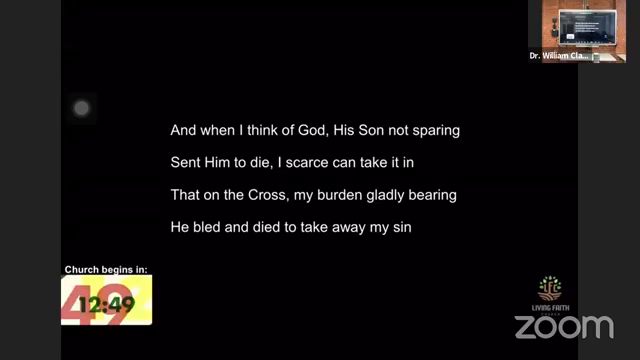 Dr. William Cla...
And when I think of God, His Son not sparing
Sent Him to die, I scarce can take it in
That on the Cross, my burden gladly bearing
He bled and died to take away my sin
Church begins in:
12:49
LIVING FAITH
zoom